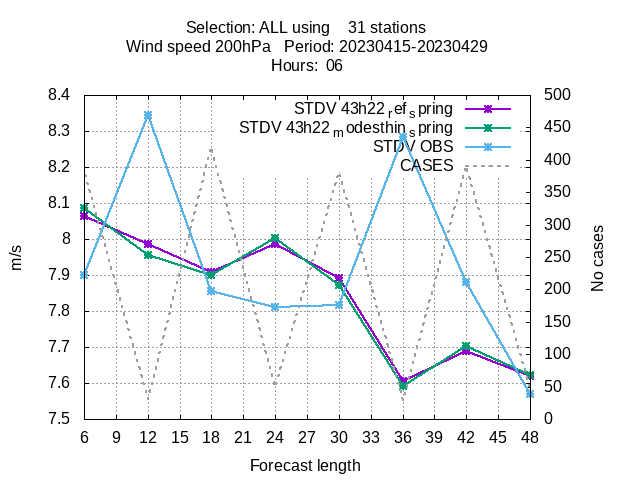 Selection: ALL using 31 stations
Wind speed 200hPa Period: 20230415-20230429
Hours: 06
STDV 43h22 ref spring
STDV 43h22 modesthin spring
STDV OBS
CASES
8.4
8.3
8.2
8.1
8
7.9
7.8
7.7
7.6
7.5
m/s
500
450
400
350
300
250
200
150
100
50
0
No cases
6 9 12 15 18 21 24 27 30 33 36 39 42 45 48
Forecast length